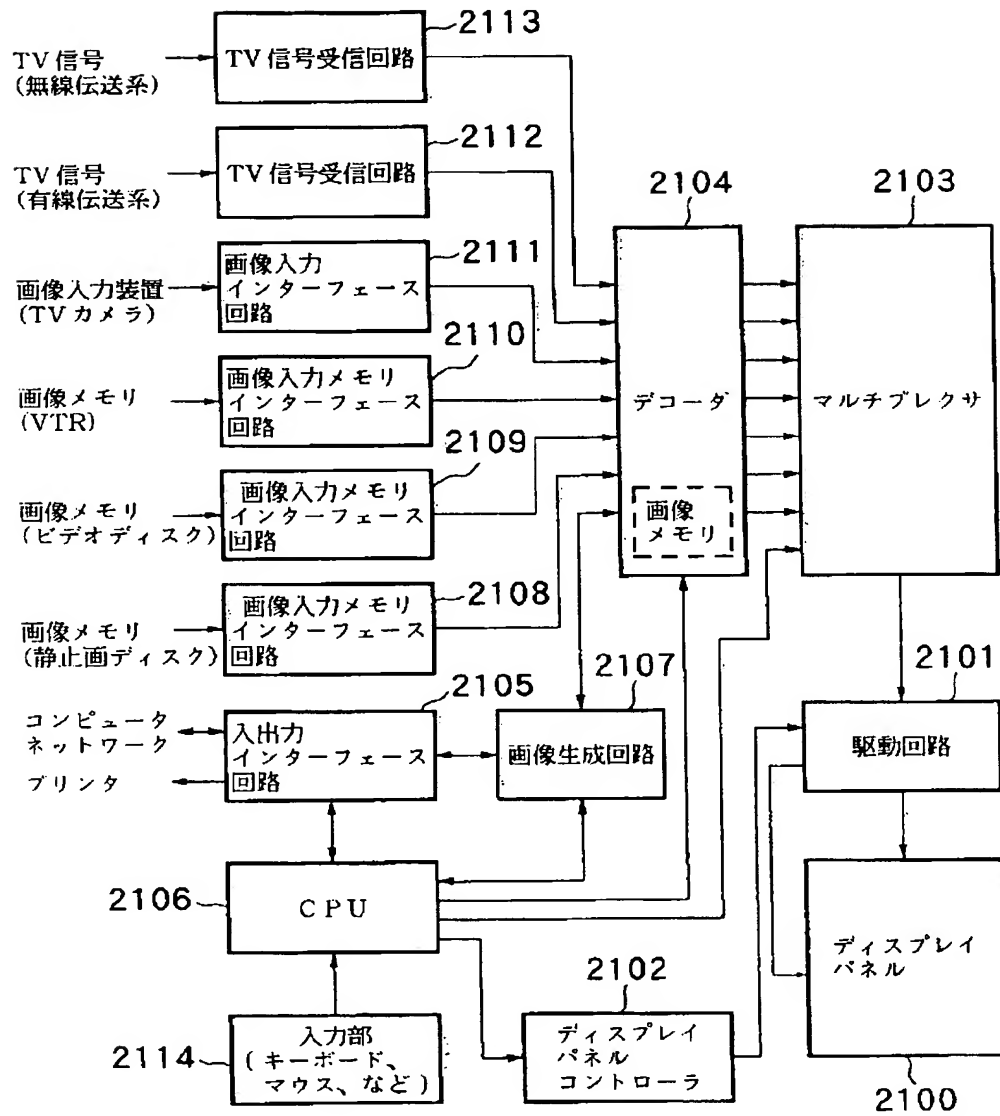 2113
TV 信号
(無線伝送系)
TV 信号受信回路
2112
TV 信号
(有線伝送系)
TV 信号受信回路
2104
2103
2111
画像入力装置
(TV カメラ)
画像入力
インターフェース
回路
2110
画像メモリ
(VTR)
画像入力メモリ
インターフェース
回路
デコーダ
マルチプレクサ
2109
画像メモリ
(ビデオディスク)
画像入力メモリ
インターフェース
回路
画像
メモリ
2108
画像メモリ
(静止画ディスク)
画像入力メモリ
インターフェース
回路
2107
2101
2105
コンピュータ
ネットワーク
プリンタ
入出力
インターフェース
回路
画像生成回路
駆動回路
2106
CPU
ディスプレイ
パネル
2102
2114
入力部
(キーボード、
マウス、など)
ディスプレイ
パネル
コントローラ
2100